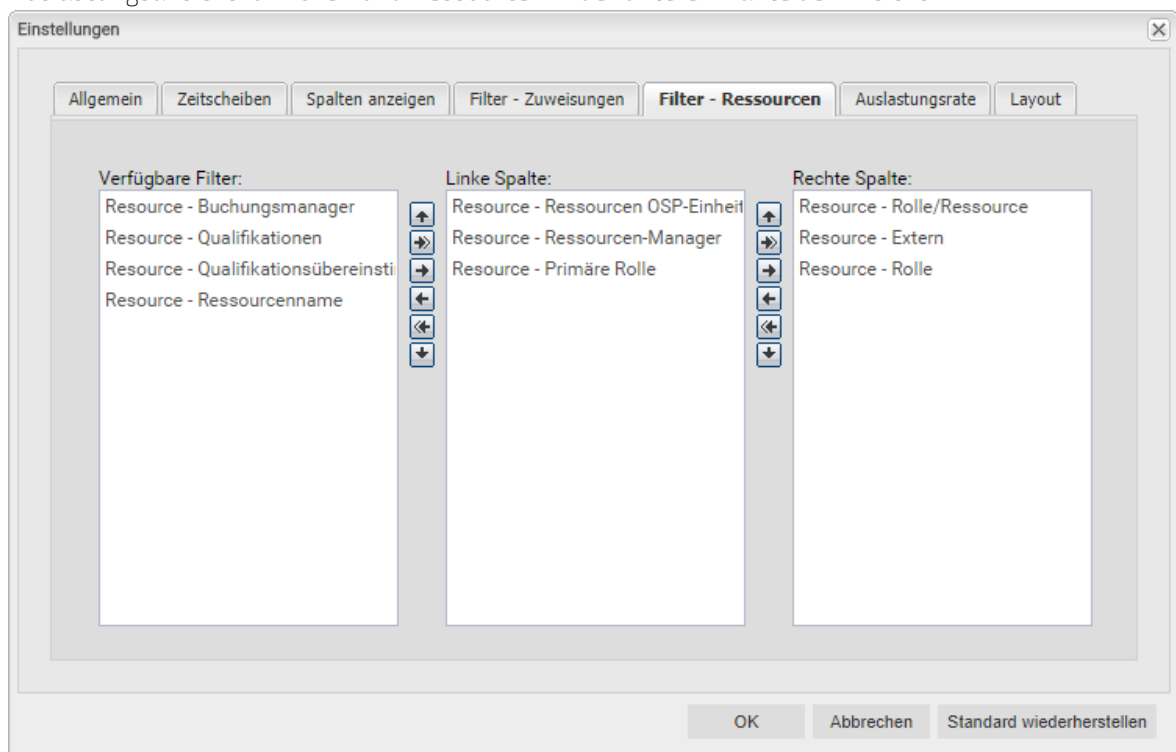 Einstellungen
Allgemein Zeitscheiben Spalten anzeigen Filter - Zuweisungen Filter - Ressourcen Auslastungsrate Layout
Verfügbare Filter:
Resource - Buchungsmanager
Resource - Qualifikationen
Resource - Qualifikationsübereinsti
Resource - Ressourcenname
Linke Spalte:
Resource - Ressourcen OSP-Einheit
Resource - Ressourcen-Manager
Resource - Primäre Rolle
Rechte Spalte:
Resource - Rolle/Ressource
Resource - Extern
Resource - Rolle
OK Abbrechen Standard wiederherstellen